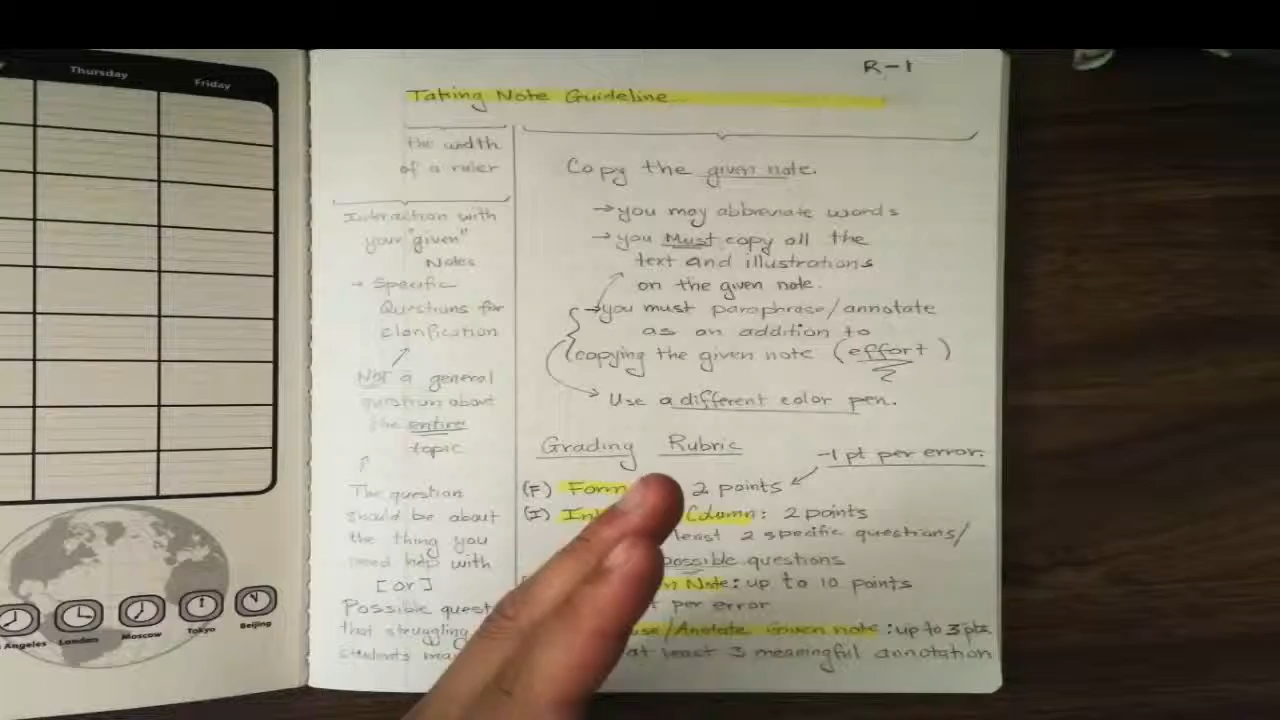 Thursday
Friday
Angeles
London
Moscow
Tokyo
Beijing
R-1
Taking Note Guideline
the width
of a ruler
Interaction with
your "given"
Notes
→ Specific
Questions for
clarification
Not a general
question about
the entire
topic
The question
should be about
the thing you
need help with
[or]
Possible quest
that struggling
students ma
Copy the given note.
→ you may abbreviate words
→ you Must copy all the
text and illustrations
on the given note.
→ you must paraphrase/annotate
as an addition to
copying the given note (effort)
→ Use a different color pen.
Grading Rubric
-1 pt per error.
(F) Form 2 points
(I) Column: 2 points
least 2 specific questions/
possible questions
Note: up to 10 points
per error
/Anotate Given note: up to 3 pts
at least 3 meaningful annotation